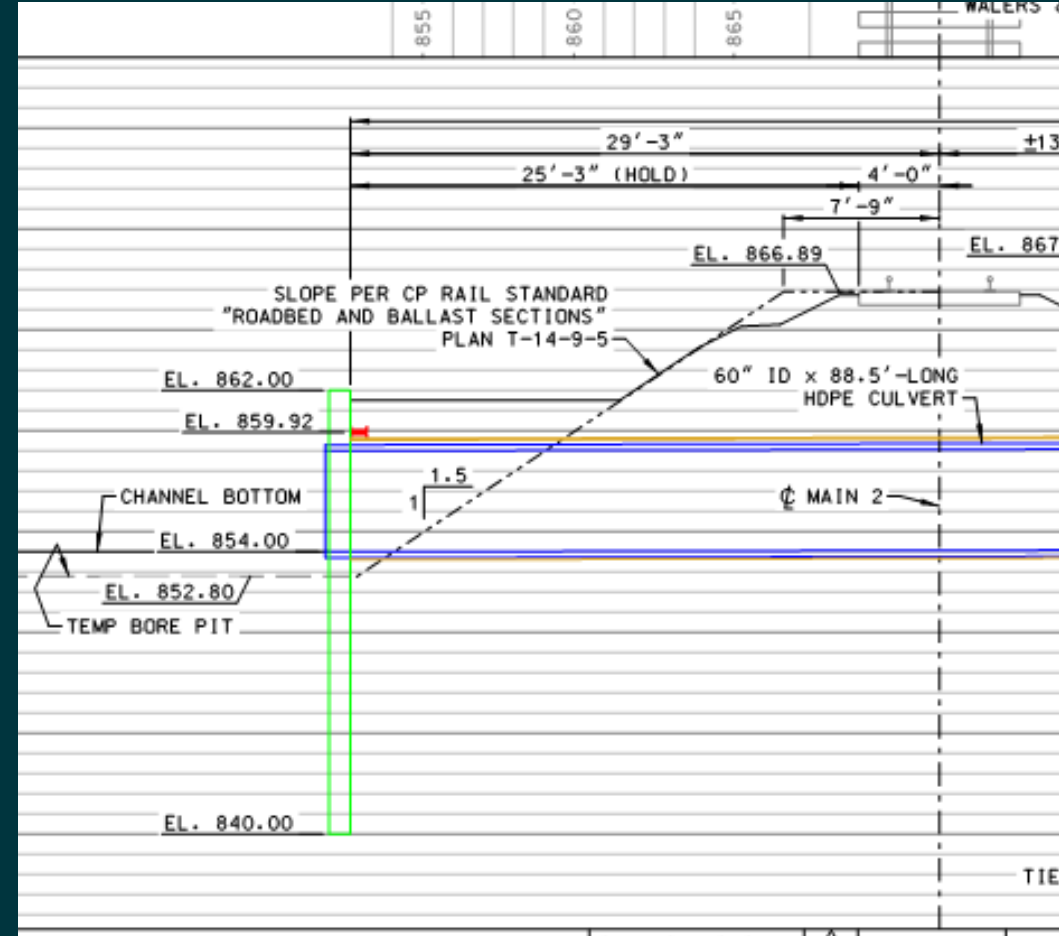 855
860
865
WALERS
29'-3"
±13
25'-3" (HOLD)
4'-0"
7'-9"
EL. 866.89
EL. 867
SLOPE PER CP RAIL STANDARD
"ROADBED AND BALLAST SECTIONS"
PLAN T-14-9-5
EL. 862.00
60" ID x 88.5'-LONG
HDPE CULVERT
EL. 859.92
1.5
1
CHANNEL BOTTOM
℄ MAIN 2
EL. 854.00
EL. 852.80
TEMP BORE PIT
EL. 840.00
TIE